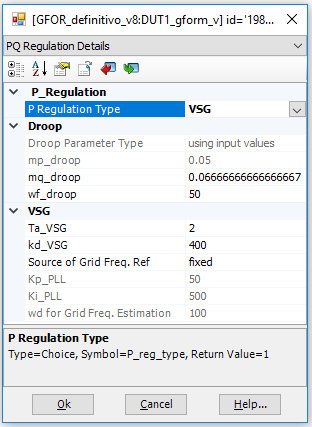 [GFOR_definitivo_v8:DUT1_gform_v] id='198...
PQ Regulation Details
P_Regulation
P Regulation Type VSG
Droop
Droop Parameter Type using input values
mp_droop 0.05
mq_droop 0.06666666666666667
wf_droop 50
VSG
Ta_VSG 2
kd_VSG 400
Source of Grid Freq. Ref fixed
Kp_PLL 50
Ki_PLL 500
wd for Grid Freq. Estimation 100
P Regulation Type
Type=Choice, Symbol=P_reg_type, Return Value=1
Ok Cancel Help...